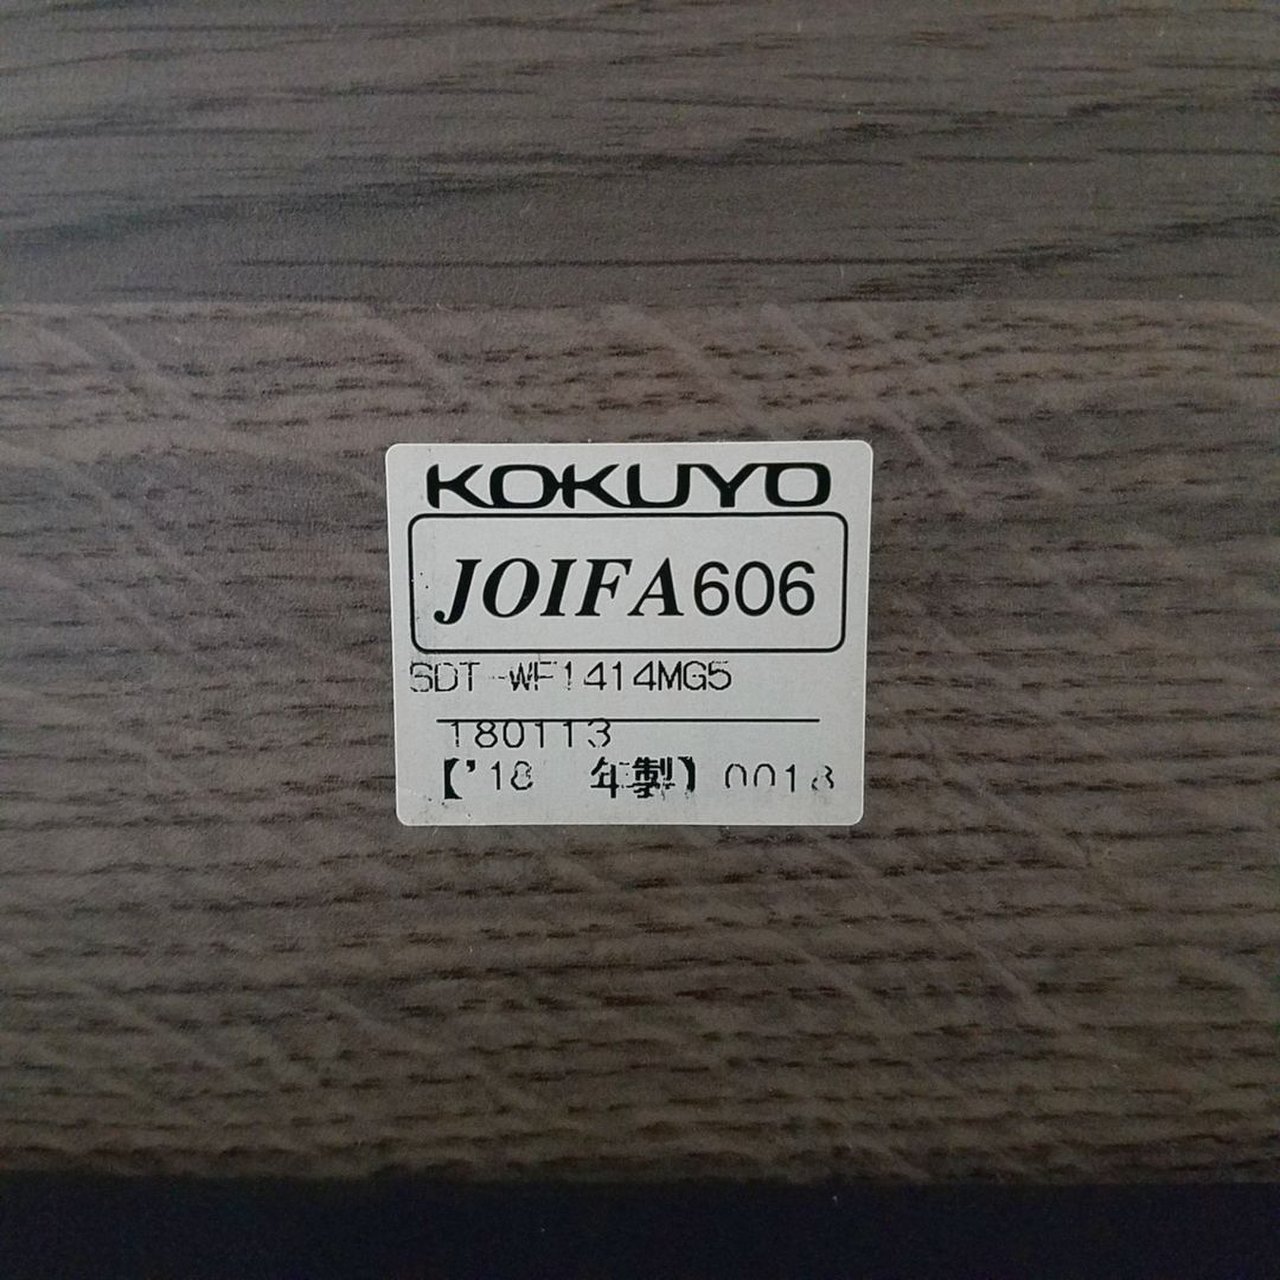 KOKUYO
JOIFA606
SDT-WF1414MG5
180113
【'18 年製】0018